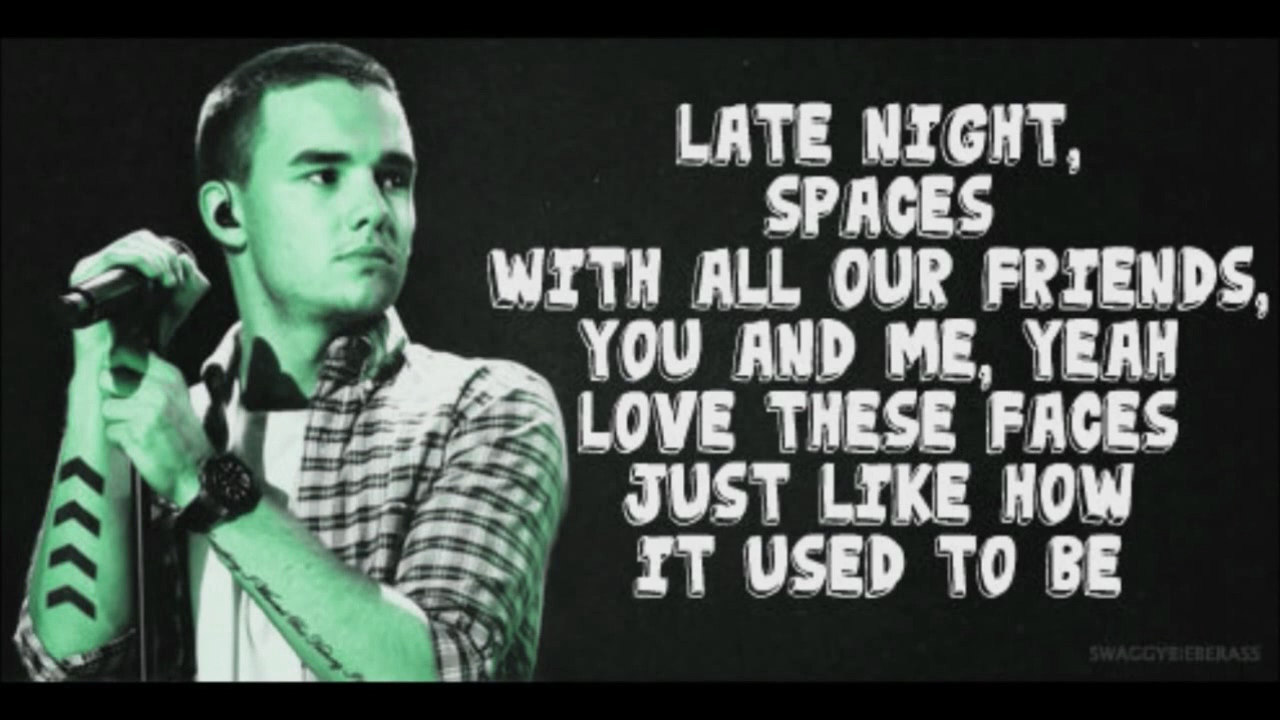 LATE NIGHT,
SPACES
WITH ALL OUR FRIENDS,
YOU AND ME, YEAH
LOVE THESE FACES
JUST LIKE HOW
IT USED TO BE
SWAGGYBIEBERASS